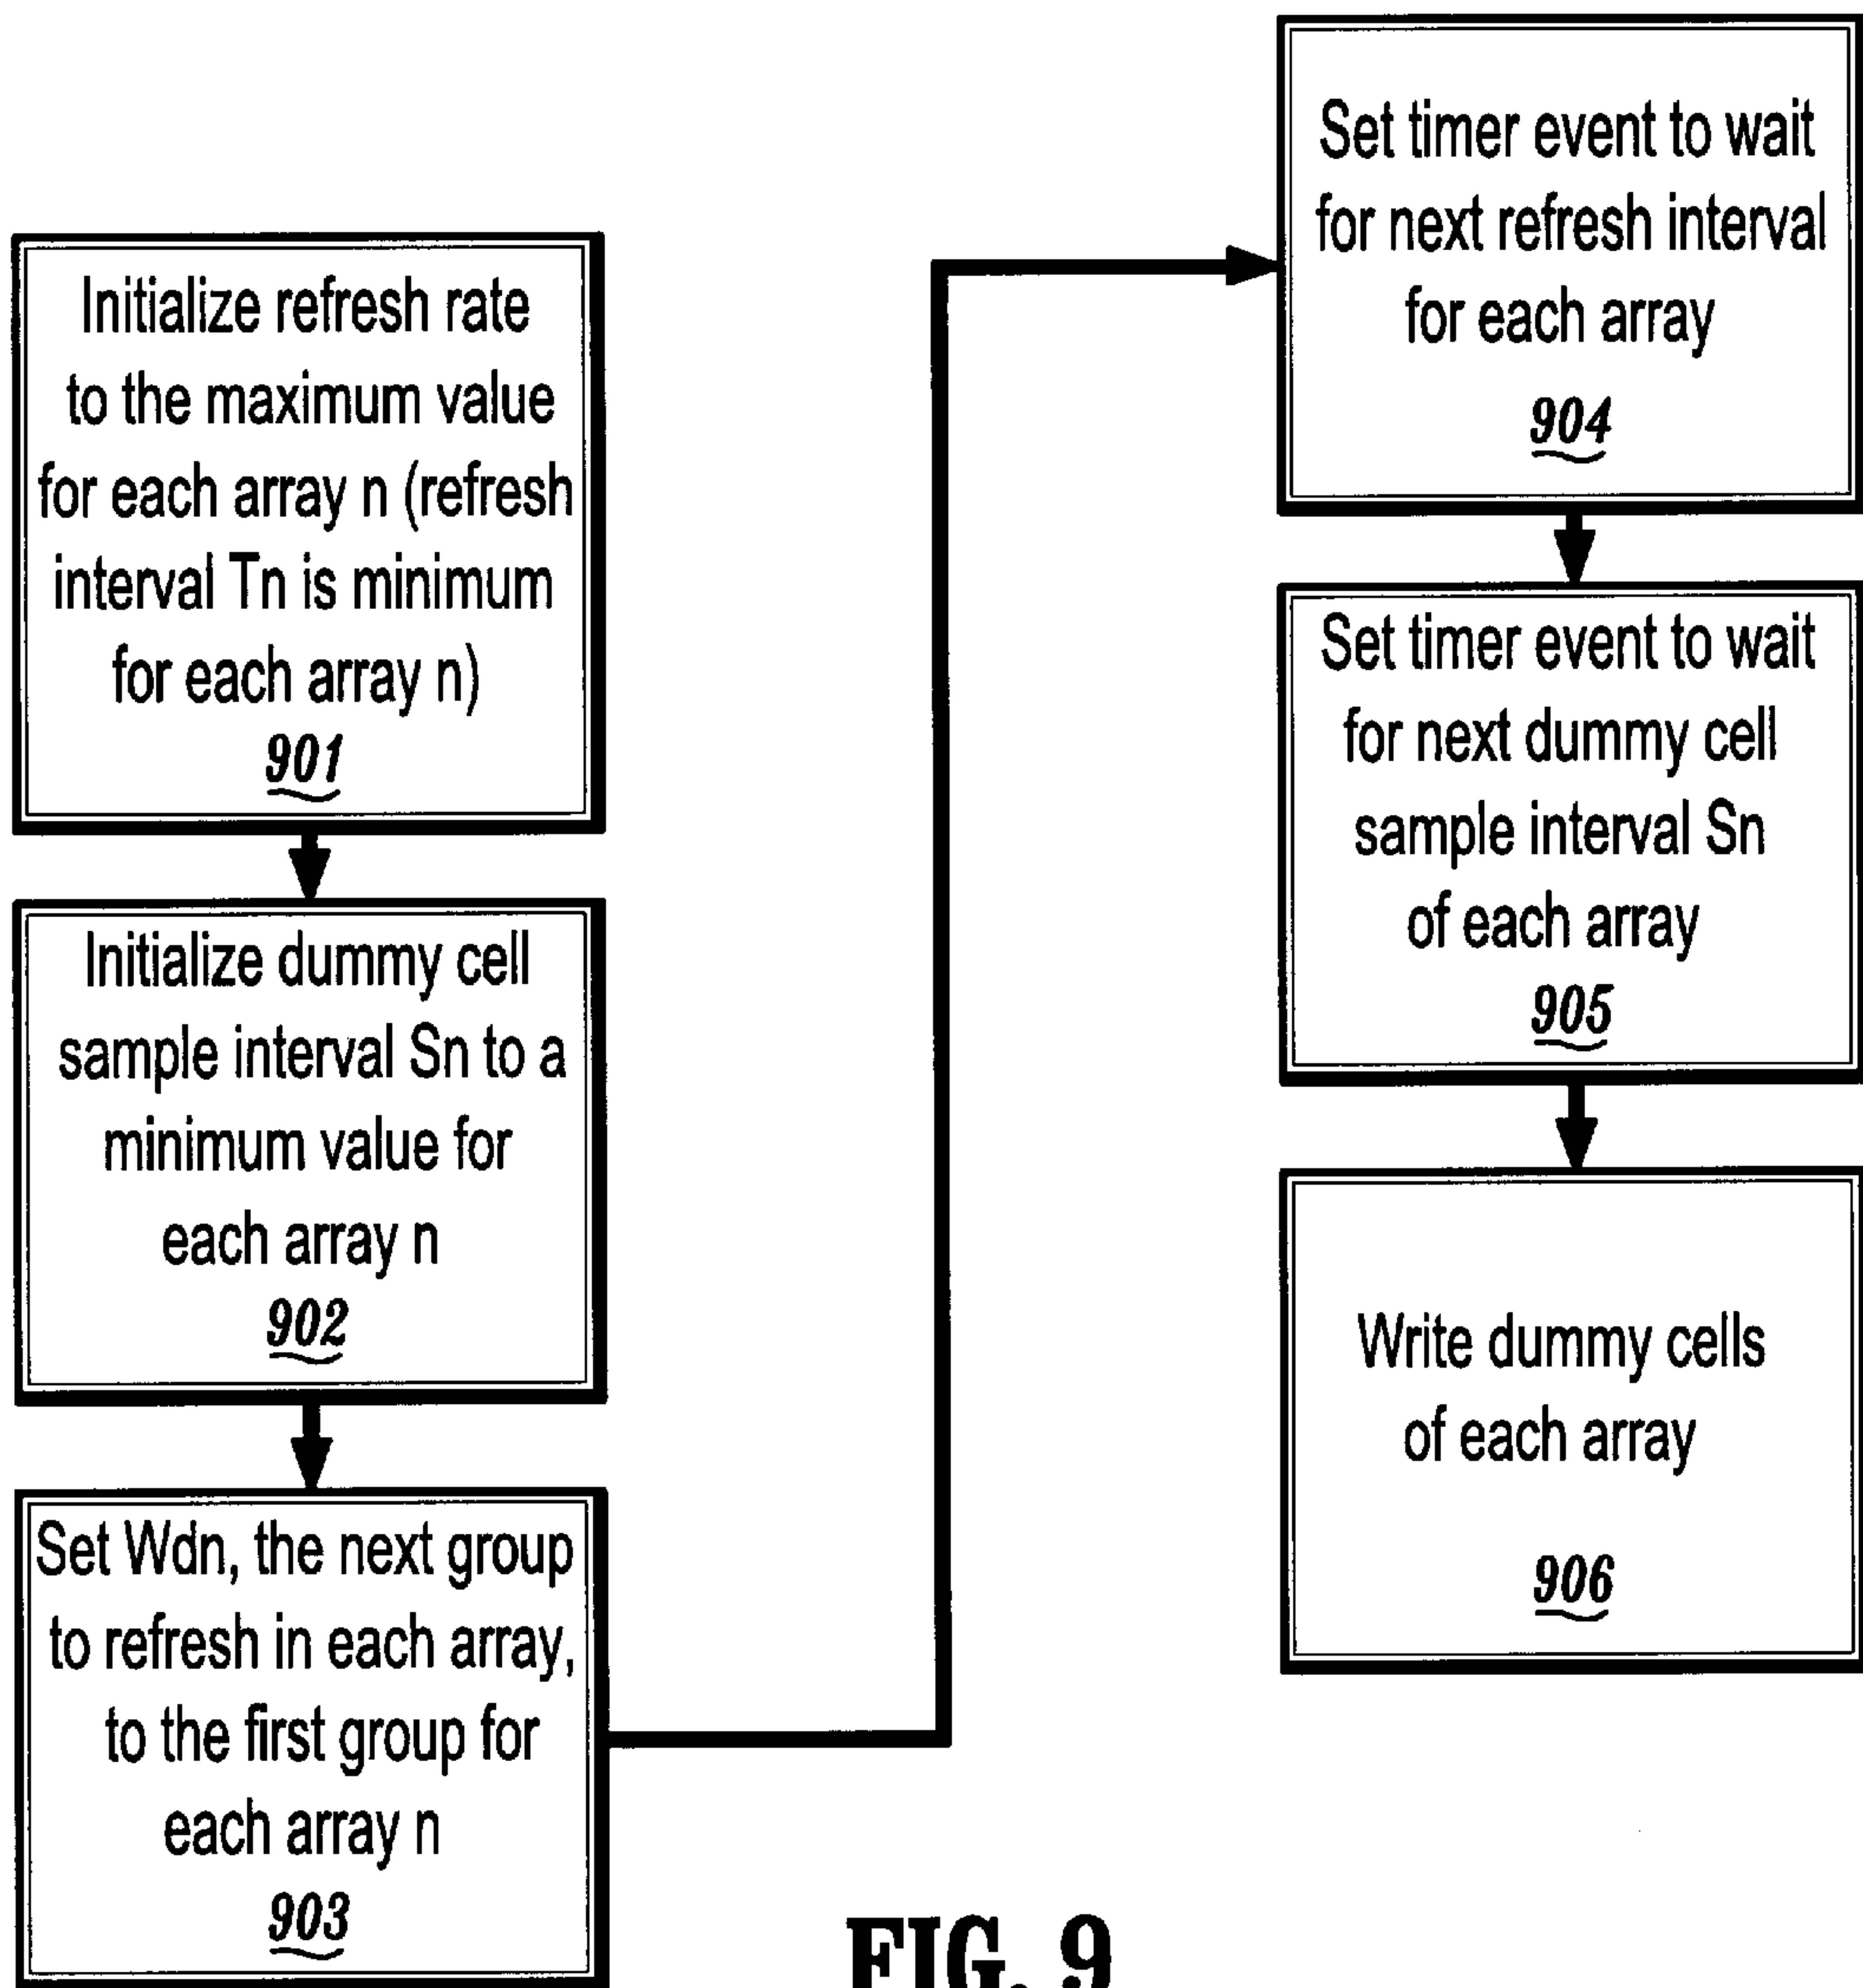 Initialize refresh rate
to the maximum value
for each array n (refresh
interval Tn is minimum
for each array n)
901
Initialize dummy cell
sample interval Sn to a
minimum value for
each array n
902
Set Wdn, the next group
to refresh in each array,
to the first group for
each array n
903
Set timer event to wait
for next refresh interval
for each array
904
Set timer event to wait
for next dummy cell
sample interval Sn
of each array
905
Write dummy cells
of each array
906
FIG. 9